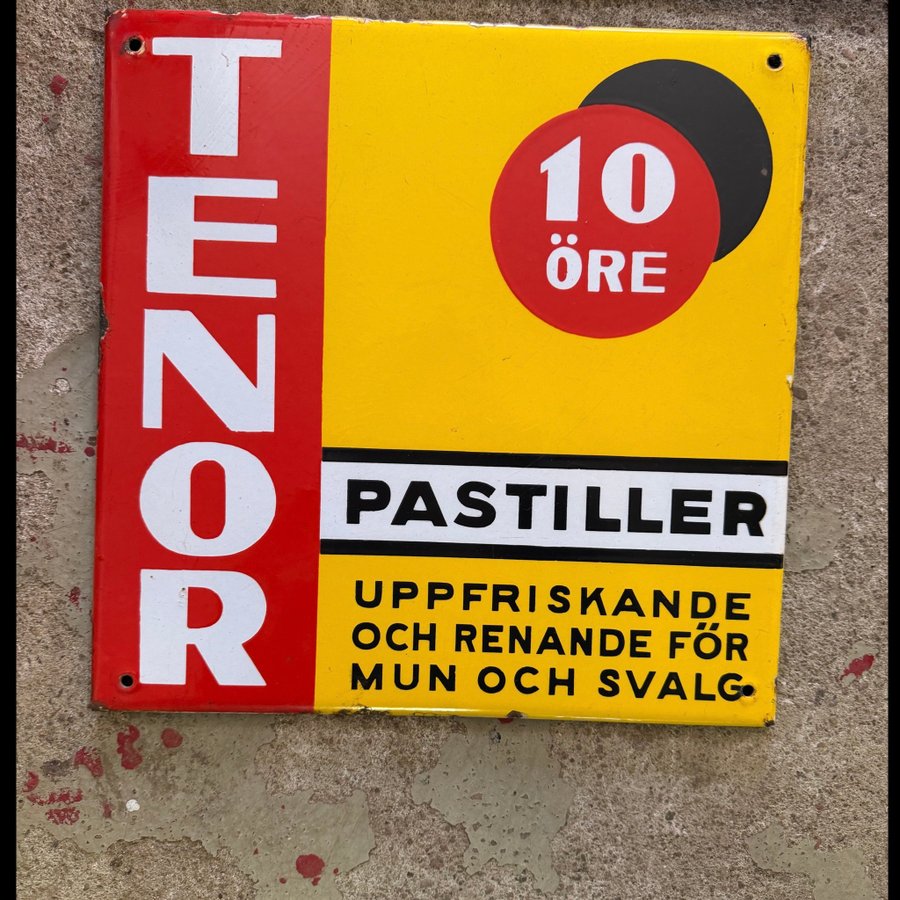 TENOR
10
ÖRE
PASTILLER
UPPFRISKANDE
OCH RENANDE FÖR
MUN OCH SVALG